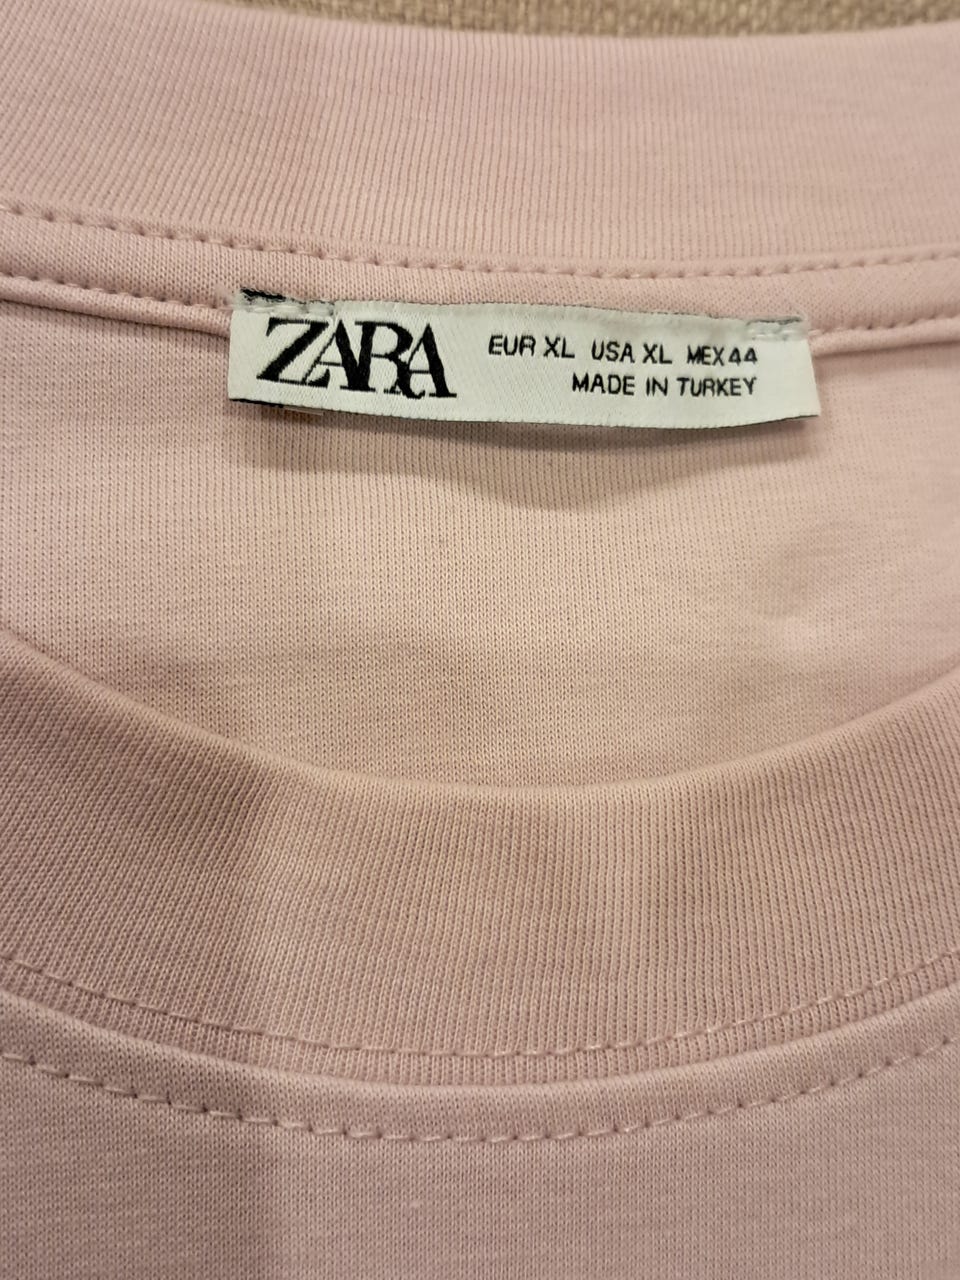 ZARA
EUR XL USA XL MEX 44
MADE IN TURKEY